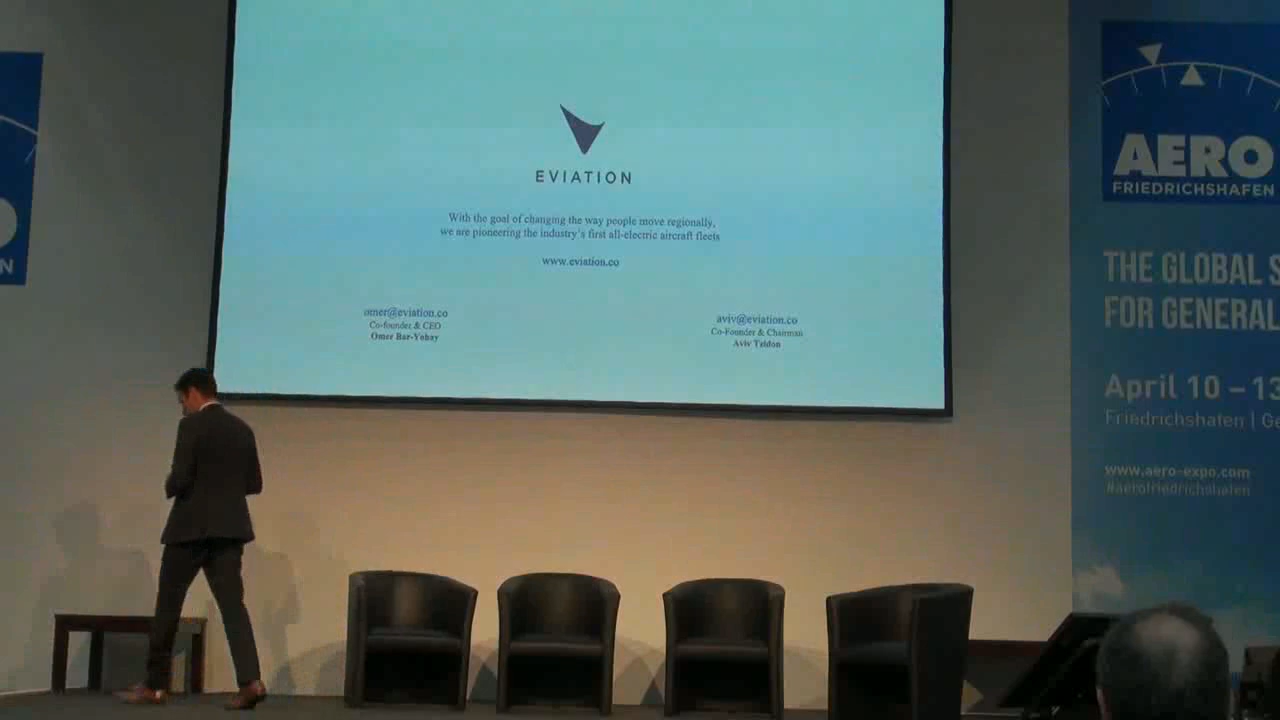 EVIATION
With the goal of changing the way people move regionally,
we are pioneering the industry's first all-electric aircraft fleets
www.eviation.co
omer@eviation.co
Co-founder & CEO
Omer Bar-Yohay
aviv@eviation.co
Co-Founder & Chairman
Aviv Tzidon
AERO
FRIEDRICHSHAFEN
THE GLOBAL S
FOR GENERAL
April 10 – 13
Friedrichshafen | Ge
www.aero-expo.com
#aerofriedrichshafen
O
N